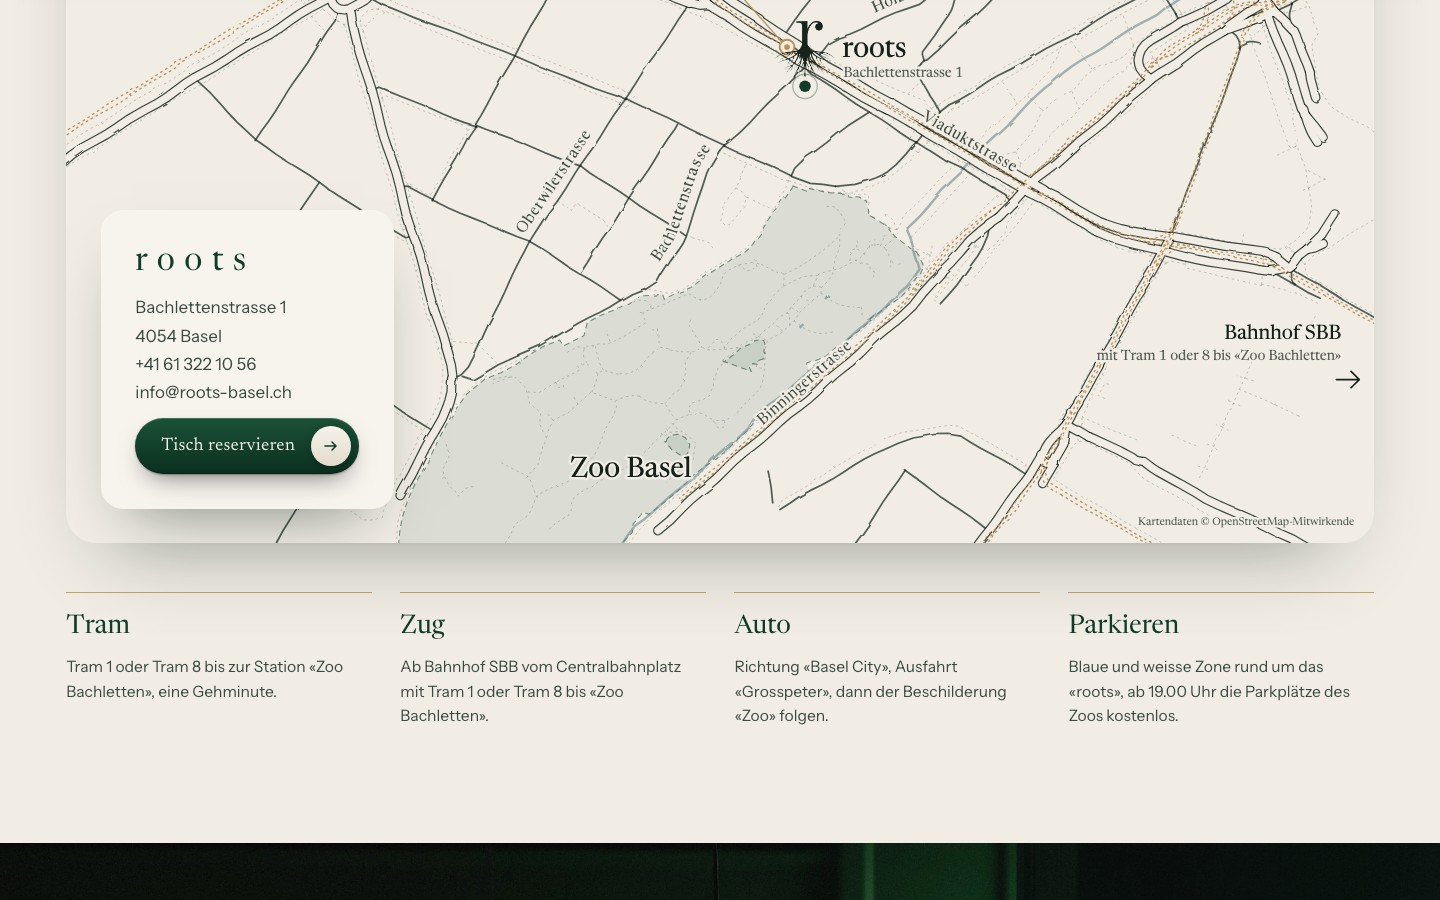 r
roots
Bachlettenstrasse 1
Viaduktstrasse
Oberwilerstrasse
Bachlettenstrasse
Binningerstrasse
Zoo Basel
Bahnhof SBB
mit Tram 1 oder 8 bis «Zoo Bachletten»
→
Kartendaten © OpenStreetMap-Mitwirkende
roots
Bachlettenstrasse 1
4054 Basel
+41 61 322 10 56
info@roots-basel.ch
Tisch reservieren →
Tram
Tram 1 oder Tram 8 bis zur Station «Zoo
Bachletten», eine Gehminute.
Zug
Ab Bahnhof SBB vom Centralbahnplatz
mit Tram 1 oder Tram 8 bis «Zoo
Bachletten».
Auto
Richtung «Basel City», Ausfahrt
«Grosspeter», dann der Beschilderung
«Zoo» folgen.
Parkieren
Blaue und weisse Zone rund um das
«roots», ab 19.00 Uhr die Parkplätze des
Zoos kostenlos.